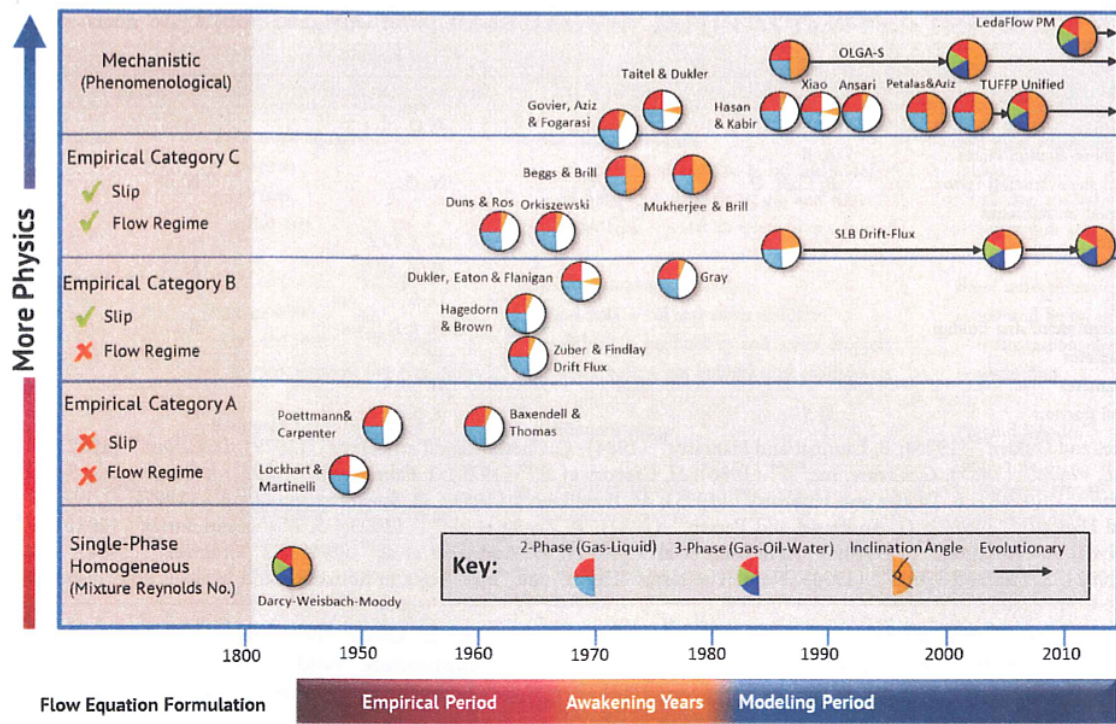 More Physics
Mechanistic
(Phenomenological)
LedaFlow PM
OLGA-S
Taitel & Dukler
Govier, Aziz
& Fogarasi
Hasan
& Kabir
Xiao
Ansari
Petalas&Aziz
TUFFP Unified
Empirical Category C
Slip
Flow Regime
Beggs & Brill
Mukherjee & Brill
Duns & Ros
Orkiszewski
SLB Drift-Flux
Empirical Category B
Slip
Flow Regime
Dukler, Eaton & Flanigan
Gray
Hagedorn
& Brown
Zuber & Findlay
Drift Flux
Empirical Category A
Slip
Flow Regime
Poettmann&
Carpenter
Baxendell &
Thomas
Lockhart &
Martinelli
Single-Phase
Homogeneous
(Mixture Reynolds No.)
Darcy-Weisbach-Moody
Key:
2-Phase (Gas-Liquid)
3-Phase (Gas-Oil-Water)
Inclination Angle
Evolutionary
1800
1950
1960
1970
1980
1990
2000
2010
Flow Equation Formulation
Empirical Period
Awakening Years
Modeling Period